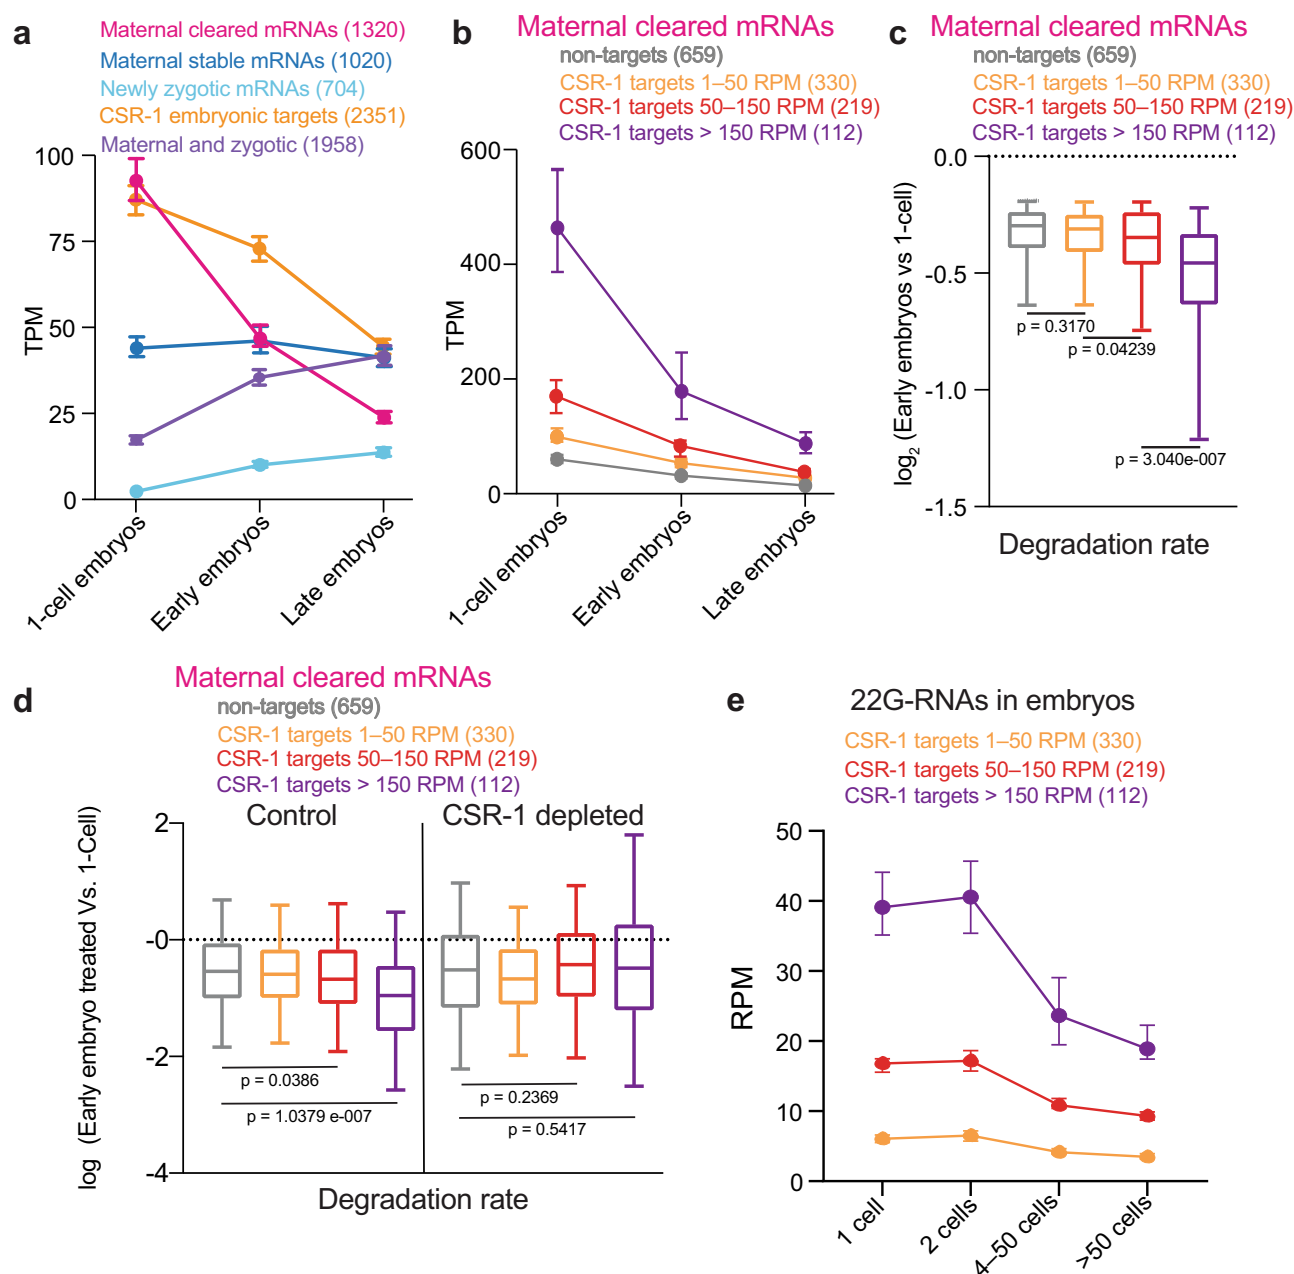 a
Maternal cleared mRNAs (1320)
Maternal stable mRNAs (1020)
Newly zygotic mRNAs (704)
CSR-1 embryonic targets (2351)
Maternal and zygotic (1958)
100
75
50
25
0
TPM
1-cell embryos
Early embryos
Late embryos
b
Maternal cleared mRNAs
non-targets (659)
CSR-1 targets 1–50 RPM (330)
CSR-1 targets 50–150 RPM (219)
CSR-1 targets > 150 RPM (112)
600
400
200
0
TPM
1-cell embryos
Early embryos
Late embryos
c
Maternal cleared mRNAs
non-targets (659)
CSR-1 targets 1–50 RPM (330)
CSR-1 targets 50–150 RPM (219)
CSR-1 targets > 150 RPM (112)
0.0
-0.5
-1.0
-1.5
log2 (Early embryos vs 1-cell)
p = 0.3170
p = 0.04239
p = 3.040e-007
Degradation rate
d
Maternal cleared mRNAs
non-targets (659)
CSR-1 targets 1–50 RPM (330)
CSR-1 targets 50–150 RPM (219)
CSR-1 targets > 150 RPM (112)
Control
CSR-1 depleted
2
-0
-2
-4
log (Early embryo treated Vs. 1-Cell)
p = 0.0386
p = 1.0379 e-007
p = 0.2369
p = 0.5417
Degradation rate
e
22G-RNAs in embryos
CSR-1 targets 1–50 RPM (330)
CSR-1 targets 50–150 RPM (219)
CSR-1 targets > 150 RPM (112)
50
40
30
20
10
0
RPM
1 cell
2 cells
4–50 cells
>50 cells